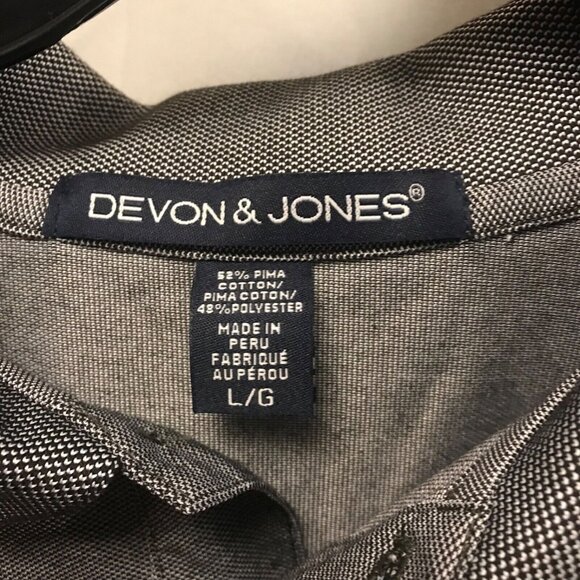 DEVON & JONES®
52% PIMA
COTTON/
PIMA COTON/
48%POLYESTER
MADE IN
PERU
FABRIQUÉ
AU PÉROU
L/G